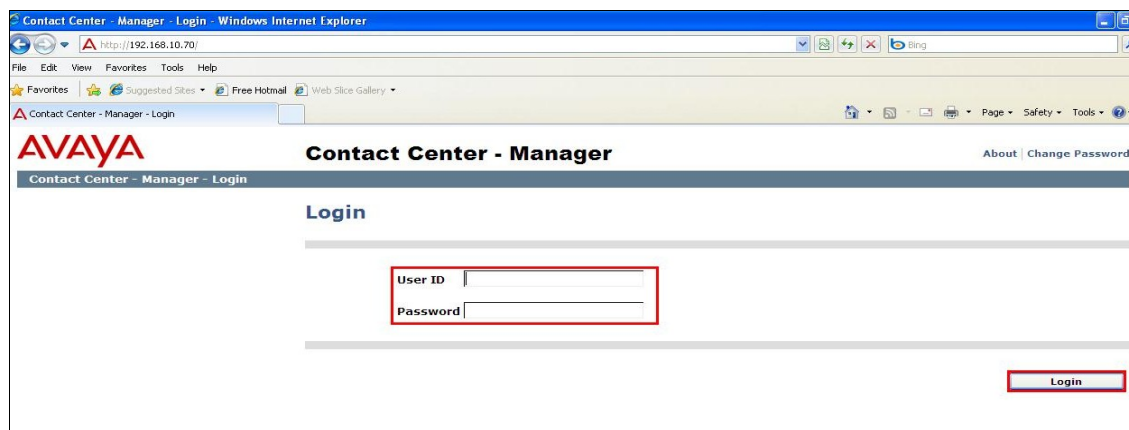 Contact Center - Manager - Login - Windows Internet Explorer
http://192.168.10.70/
Bing
File Edit View Favorites Tools Help
Favorites Suggested Sites Free Hotmail Web Slice Gallery
Contact Center - Manager - Login
Page Safety Tools
AVAYA
Contact Center - Manager
About | Change Password
Contact Center - Manager - Login
Login
User ID
Password
Login